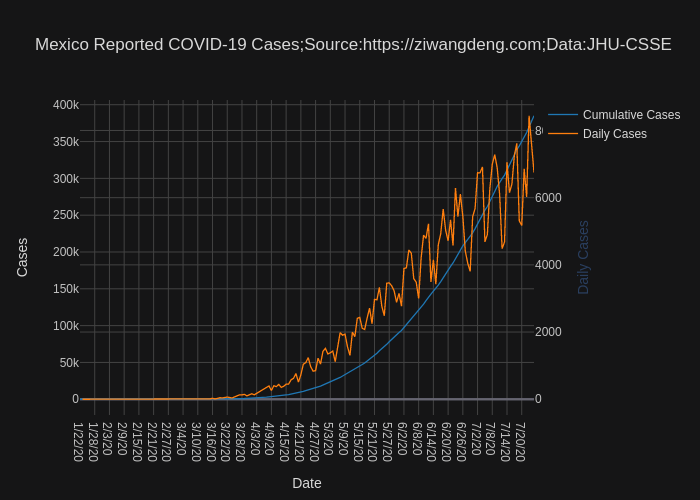 Mexico Reported COVID-19 Cases;Source:https://ziwangdeng.com;Data:JHU-CSSE
Cumulative Cases
Daily Cases
400k
350k
300k
250k
200k
150k
100k
50k
0
6000
4000
2000
0
Cases
Daily Cases
1/22/20
1/28/20
2/3/20
2/9/20
2/15/20
2/21/20
2/27/20
3/4/20
3/10/20
3/16/20
3/22/20
3/28/20
4/3/20
4/9/20
4/15/20
4/21/20
4/27/20
5/3/20
5/9/20
5/15/20
5/21/20
5/27/20
6/2/20
6/8/20
6/14/20
6/20/20
6/26/20
7/2/20
7/8/20
7/14/20
7/20/20
Date